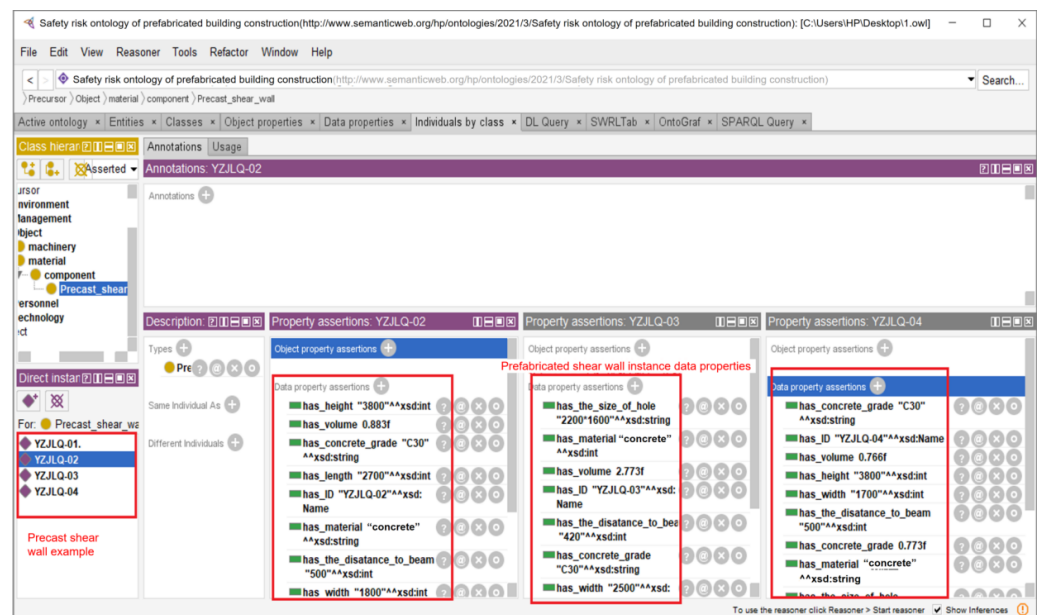 Safety risk ontology of prefabricated building construction(http://www.semanticweb.org/hp/ontologies/2021/3/Safety risk ontology of prefabricated building construction): [C:\Users\HP\Desktop\1.owl]
File Edit View Reasoner Tools Refactor Window Help
Safety risk ontology of prefabricated building construction(http://www.semanticweb.org/hp/ontologies/2021/3/Safety risk ontology of prefabricated building construction)
Search...
Precursor Object material component Precast_shear_wall
Active ontology × Entities × Classes × Object properties × Data properties × Individuals by class × DL Query × SWRLTab × OntoGraf × SPARQL Query ×
Class hierar
Asserted
ursor
nvironment
lanagement
bject
machinery
material
component
Precast_shear
ersonnel
echnology
ct
Direct instar
For: Precast_shear_wa
YZJLQ-01.
YZJLQ-02
YZJLQ-03
YZJLQ-04
Precast shear
wall example
Annotations Usage
Annotations: YZJLQ-02
Annotations
Description:
Types
Pre
Same Individual As
Different Individuals
Property assertions: YZJLQ-02
Object property assertions
Data property assertions
has_height "3800"^^xsd:int
has_volume 0.883f
has_concrete_grade "C30"
^^xsd:string
has_length "2700"^^xsd:int
has_ID "YZJLQ-02"^^xsd:
Name
has_material “concrete”
^^xsd:string
has_the_disatance_to_beam
"500"^^xsd:int
has_width "1800"^^xsd:int
Property assertions: YZJLQ-03
Object property assertions
Prefabricated shear wall instance data properties
Data property assertions
has_the_size_of_hole
"2200*1600"^^xsd:string
has_material “concrete”
^^xsd:int
has_volume 2.773f
has_ID "YZJLQ-03"^^xsd:
Name
has_the_disatance_to_bea
"420"^^xsd:int
has_concrete_grade
"C30"^^xsd:string
has_width "2500"^^xsd:
Property assertions: YZJLQ-04
Object property assertions
Data property assertions
has_concrete_grade "C30"
^^xsd:string
has_ID "YZJLQ-04"^^xsd:Name
has_volume 0.766f
has_height "3800"^^xsd:int
has_width "1700"^^xsd:int
has_the_disatance_to_beam
"500"^^xsd:int
has_concrete_grade 0.773f
has_material “concrete”
^^xsd:string
has_the_size_of_hole
To use the reasoner click Reasoner > Start reasoner Show Inferences